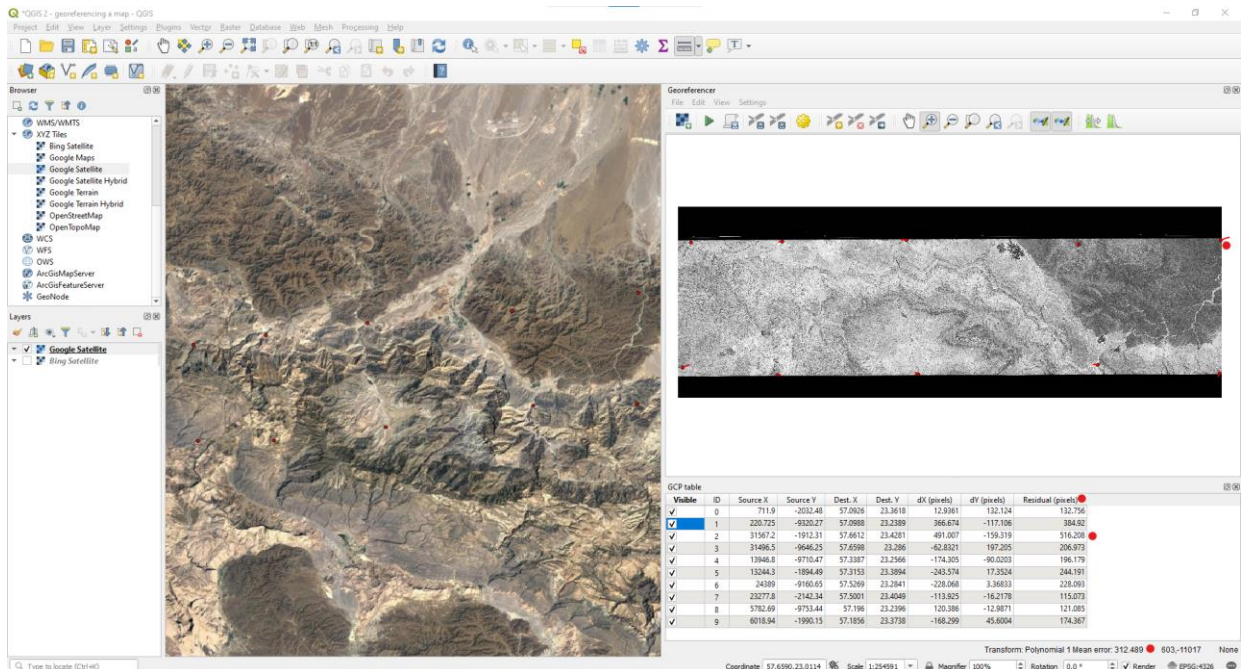 *QGIS 2 - georeferencing a map - QGIS
Project Edit View Layer Settings Plugins Vector Raster Database Web Mesh Processing Help
Browser
WMS/WMTS
XYZ Tiles
Bing Satellite
Google Maps
Google Satellite
Google Satellite Hybrid
Google Terrain
Google Terrain Hybrid
OpenStreetMap
OpenTopoMap
WCS
WFS
OWS
ArcGisMapServer
ArcGisFeatureServer
GeoNode
Layers
Google Satellite
Bing Satellite
Georeferencer
File Edit View Settings
GCP table
Visible ID Source X Source Y Dest. X Dest. Y dX (pixels) dY (pixels) Residual (pixels)
0 711.9 -2032.48 57.0926 23.3618 12.9361 132.124 132.756
1 220.725 -9320.27 57.0988 23.2389 366.674 -117.106 384.92
2 31567.2 -1912.31 57.6612 23.4281 491.007 -159.319 516.208
3 31496.5 -9646.25 57.6598 23.286 -62.8321 197.205 206.973
4 13946.8 -9710.47 57.3387 23.2566 -174.305 -90.0203 196.179
5 13244.3 -1894.49 57.3153 23.3894 -243.574 17.3524 244.191
6 24389 -9160.65 57.5269 23.2841 -228.068 3.36833 228.093
7 23277.8 -2142.34 57.5001 23.4049 -113.925 -16.2178 115.073
8 5782.69 -9753.44 57.196 23.2396 120.386 -12.9871 121.085
9 6018.94 -1990.15 57.1856 23.3738 -168.299 45.6004 174.367
Transform: Polynomial 1 Mean error: 312.489 603,-11017 None
Type to locate (Ctrl+K)
Coordinate 57.6590,23.0114 Scale 1:254591 Magnifier 100% Rotation 0.0 ° Render EPSG:4326